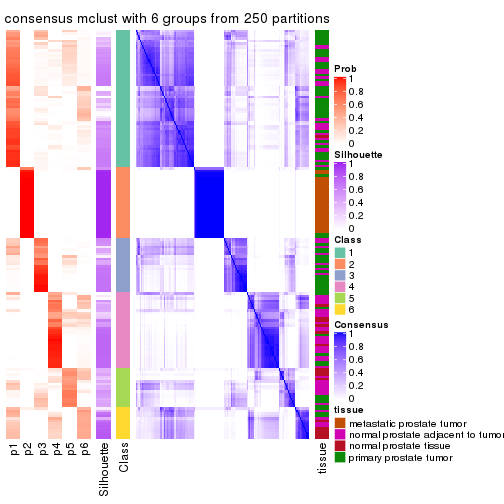 consensus mclust with 6 groups from 250 partitions
Prob
1
0.8
0.6
0.4
0.2
0
Silhouette
1
0.8
0.6
0.4
0.2
0
Class
1
2
3
4
5
6
Consensus
1
0.8
0.6
0.4
0.2
0
tissue
metastatic prostate tumor
normal prostate adjacent to tumor
normal prostate tissue
primary prostate tumor
p1
p2
p3
p4
p5
p6
Silhouette
Class
tissue